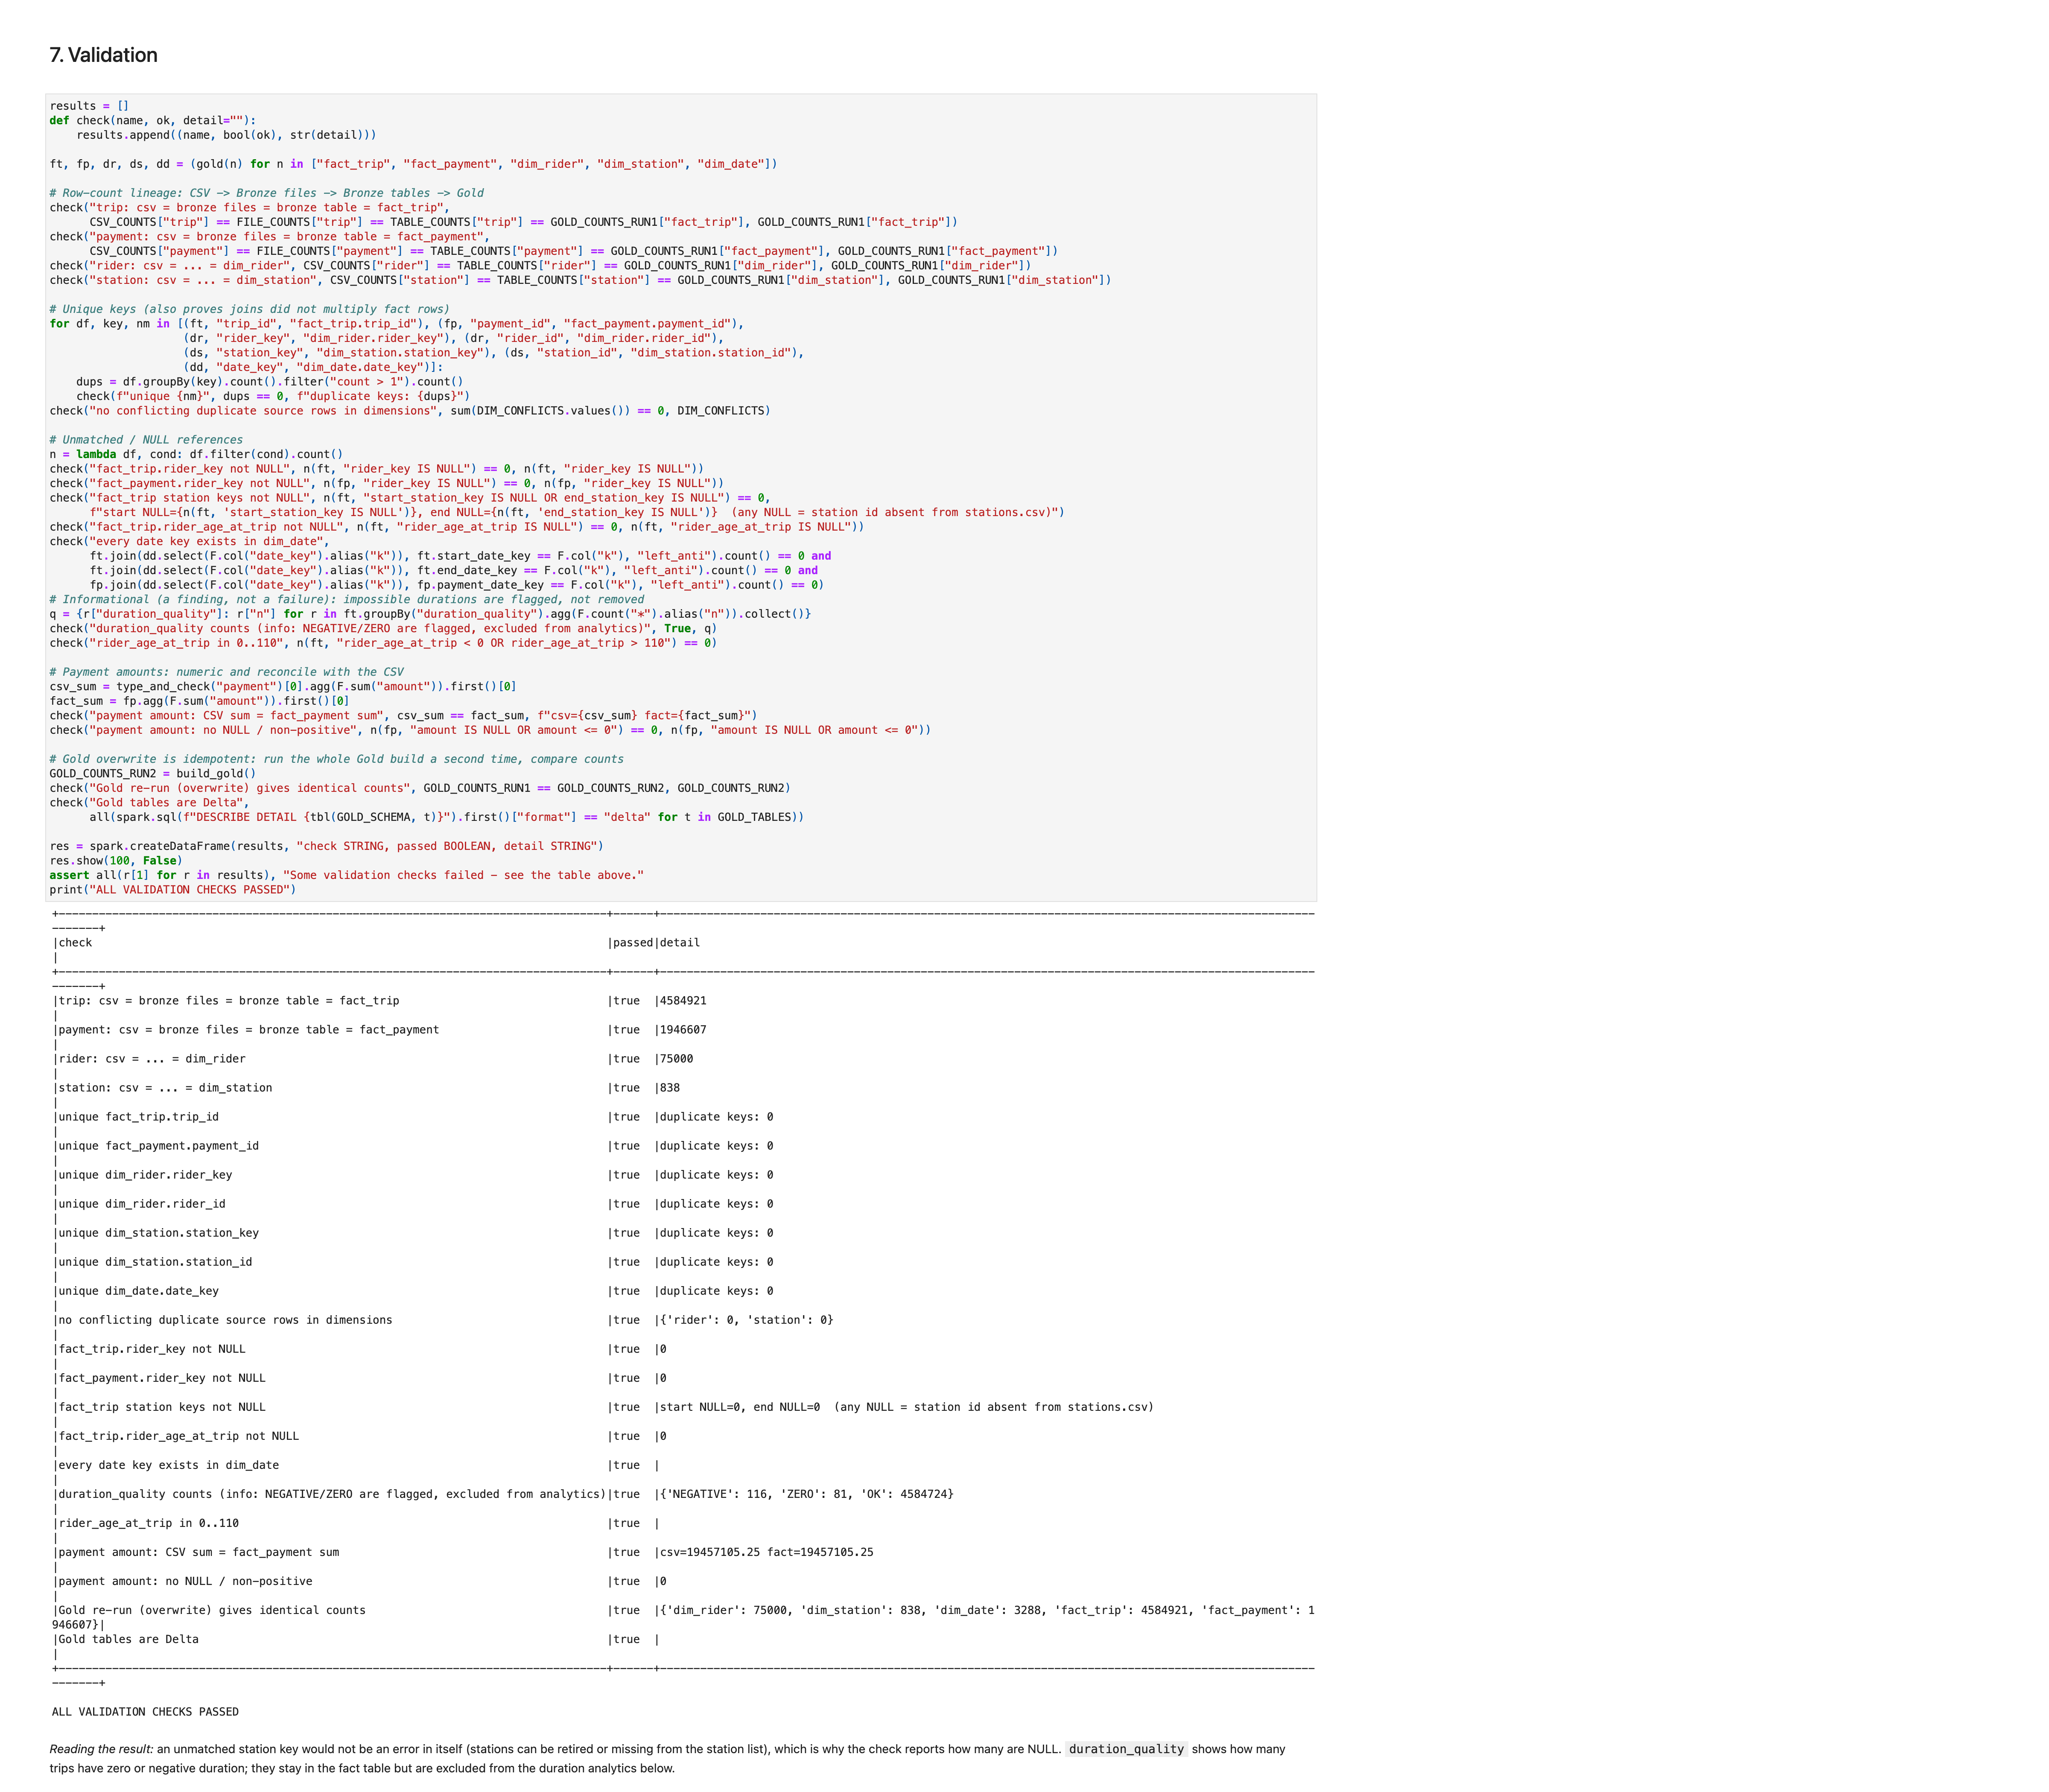 7. Validation
results = []
def check(name, ok, detail=""):
    results.append((name, bool(ok), str(detail)))
ft, fp, dr, ds, dd = (gold(n) for n in ["fact_trip", "fact_payment", "dim_rider", "dim_station", "dim_date"])
# Row-count lineage: CSV -> Bronze files -> Bronze tables -> Gold
check("trip: csv = bronze files = bronze table = fact_trip",
      CSV_COUNTS["trip"] == FILE_COUNTS["trip"] == TABLE_COUNTS["trip"] == GOLD_COUNTS_RUN1["fact_trip"], GOLD_COUNTS_RUN1["fact_trip"])
check("payment: csv = bronze files = bronze table = fact_payment",
      CSV_COUNTS["payment"] == FILE_COUNTS["payment"] == TABLE_COUNTS["payment"] == GOLD_COUNTS_RUN1["fact_payment"], GOLD_COUNTS_RUN1["fact_payment"])
check("rider: csv = ... = dim_rider", CSV_COUNTS["rider"] == TABLE_COUNTS["rider"] == GOLD_COUNTS_RUN1["dim_rider"], GOLD_COUNTS_RUN1["dim_rider"])
check("station: csv = ... = dim_station", CSV_COUNTS["station"] == TABLE_COUNTS["station"] == GOLD_COUNTS_RUN1["dim_station"], GOLD_COUNTS_RUN1["dim_station"])
# Unique keys (also proves joins did not multiply fact rows)
for df, key, nm in [(ft, "trip_id", "fact_trip.trip_id"), (fp, "payment_id", "fact_payment.payment_id"),
                    (dr, "rider_key", "dim_rider.rider_key"), (dr, "rider_id", "dim_rider.rider_id"),
                    (ds, "station_key", "dim_station.station_key"), (ds, "station_id", "dim_station.station_id"),
                    (dd, "date_key", "dim_date.date_key")]:
    dups = df.groupBy(key).count().filter("count > 1").count()
    check(f"unique {nm}", dups == 0, f"duplicate keys: {dups}")
check("no conflicting duplicate source rows in dimensions", sum(DIM_CONFLICTS.values()) == 0, DIM_CONFLICTS)
# Unmatched / NULL references
n = lambda df, cond: df.filter(cond).count()
check("fact_trip.rider_key not NULL", n(ft, "rider_key IS NULL") == 0, n(ft, "rider_key IS NULL"))
check("fact_payment.rider_key not NULL", n(fp, "rider_key IS NULL") == 0, n(fp, "rider_key IS NULL"))
check("fact_trip station keys not NULL", n(ft, "start_station_key IS NULL OR end_station_key IS NULL") == 0,
      f"start NULL={n(ft, 'start_station_key IS NULL')}, end NULL={n(ft, 'end_station_key IS NULL')}  (any NULL = station id absent from stations.csv)")
check("fact_trip.rider_age_at_trip not NULL", n(ft, "rider_age_at_trip IS NULL") == 0, n(ft, "rider_age_at_trip IS NULL"))
check("every date key exists in dim_date",
      ft.join(dd.select(F.col("date_key").alias("k")), ft.start_date_key == F.col("k"), "left_anti").count() == 0 and
      ft.join(dd.select(F.col("date_key").alias("k")), ft.end_date_key == F.col("k"), "left_anti").count() == 0 and
      fp.join(dd.select(F.col("date_key").alias("k")), fp.payment_date_key == F.col("k"), "left_anti").count() == 0)
# Informational (a finding, not a failure): impossible durations are flagged, not removed
q = {r["duration_quality"]: r["n"] for r in ft.groupBy("duration_quality").agg(F.count("*").alias("n")).collect()}
check("duration_quality counts (info: NEGATIVE/ZERO are flagged, excluded from analytics)", True, q)
check("rider_age_at_trip in 0..110", n(ft, "rider_age_at_trip < 0 OR rider_age_at_trip > 110") == 0)
# Payment amounts: numeric and reconcile with the CSV
csv_sum = type_and_check("payment")[0].agg(F.sum("amount")).first()[0]
fact_sum = fp.agg(F.sum("amount")).first()[0]
check("payment amount: CSV sum = fact_payment sum", csv_sum == fact_sum, f"csv={csv_sum} fact={fact_sum}")
check("payment amount: no NULL / non-positive", n(fp, "amount IS NULL OR amount <= 0") == 0, n(fp, "amount IS NULL OR amount <= 0"))
# Gold overwrite is idempotent: run the whole Gold build a second time, compare counts
GOLD_COUNTS_RUN2 = build_gold()
check("Gold re-run (overwrite) gives identical counts", GOLD_COUNTS_RUN1 == GOLD_COUNTS_RUN2, GOLD_COUNTS_RUN2)
check("Gold tables are Delta",
      all(spark.sql(f"DESCRIBE DETAIL {tbl(GOLD_SCHEMA, t)}").first()["format"] == "delta" for t in GOLD_TABLES))
res = spark.createDataFrame(results, "check STRING, passed BOOLEAN, detail STRING")
res.show(100, False)
assert all(r[1] for r in results), "Some validation checks failed - see the table above."
print("ALL VALIDATION CHECKS PASSED")
|check |passed|detail
|
|trip: csv = bronze files = bronze table = fact_trip |true |4584921
|
|payment: csv = bronze files = bronze table = fact_payment |true |1946607
|
|rider: csv = ... = dim_rider |true |75000
|
|station: csv = ... = dim_station |true |838
|
|unique fact_trip.trip_id |true |duplicate keys: 0
|
|unique fact_payment.payment_id |true |duplicate keys: 0
|
|unique dim_rider.rider_key |true |duplicate keys: 0
|
|unique dim_rider.rider_id |true |duplicate keys: 0
|
|unique dim_station.station_key |true |duplicate keys: 0
|
|unique dim_station.station_id |true |duplicate keys: 0
|
|unique dim_date.date_key |true |duplicate keys: 0
|
|no conflicting duplicate source rows in dimensions |true |{'rider': 0, 'station': 0}
|
|fact_trip.rider_key not NULL |true |0
|
|fact_payment.rider_key not NULL |true |0
|
|fact_trip station keys not NULL |true |start NULL=0, end NULL=0  (any NULL = station id absent from stations.csv)
|
|fact_trip.rider_age_at_trip not NULL |true |0
|
|every date key exists in dim_date |true |
|
|duration_quality counts (info: NEGATIVE/ZERO are flagged, excluded from analytics)|true |{'NEGATIVE': 116, 'ZERO': 81, 'OK': 4584724}
|
|rider_age_at_trip in 0..110 |true |
|
|payment amount: CSV sum = fact_payment sum |true |csv=19457105.25 fact=19457105.25
|
|payment amount: no NULL / non-positive |true |0
|
|Gold re-run (overwrite) gives identical counts |true |{'dim_rider': 75000, 'dim_station': 838, 'dim_date': 3288, 'fact_trip': 4584921, 'fact_payment': 1
946607}|
|Gold tables are Delta |true |
|
ALL VALIDATION CHECKS PASSED
Reading the result: an unmatched station key would not be an error in itself (stations can be retired or missing from the station list), which is why the check reports how many are NULL. duration_quality shows how many
trips have zero or negative duration; they stay in the fact table but are excluded from the duration analytics below.